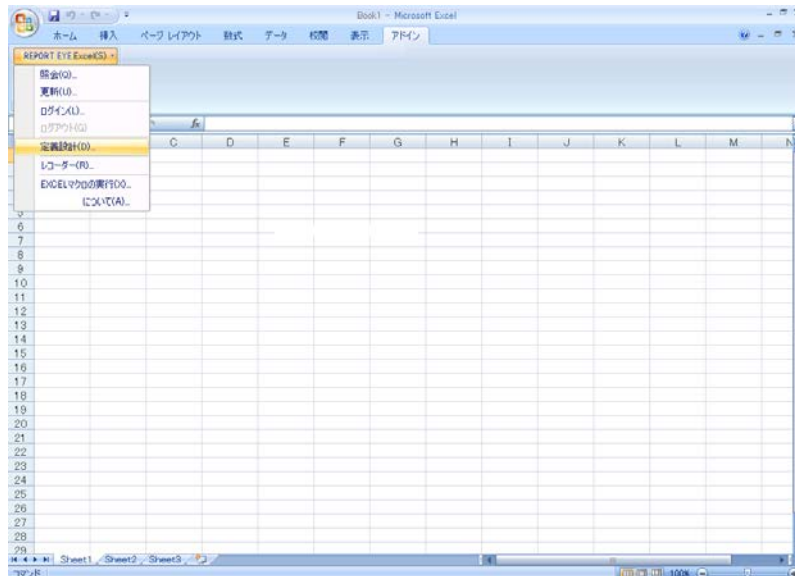 Book1 - Microsoft Excel
ホーム 挿入 ページ レイアウト 数式 データ 校閲 表示 アドイン
REPORT EYE Excel(S)
照会(Q)...
更新(U)...
ログイン(L)...
ログアウト(G)
定義設計(D)...
レコーダー(R)...
EXCELマクロの実行(X)...
について(A)...
fx
C D E F G H I J K L M N
6
7
8
9
10
11
12
13
14
15
16
17
18
19
20
21
22
23
24
25
26
27
28
29
Sheet1 Sheet2 Sheet3
コマンド 100%